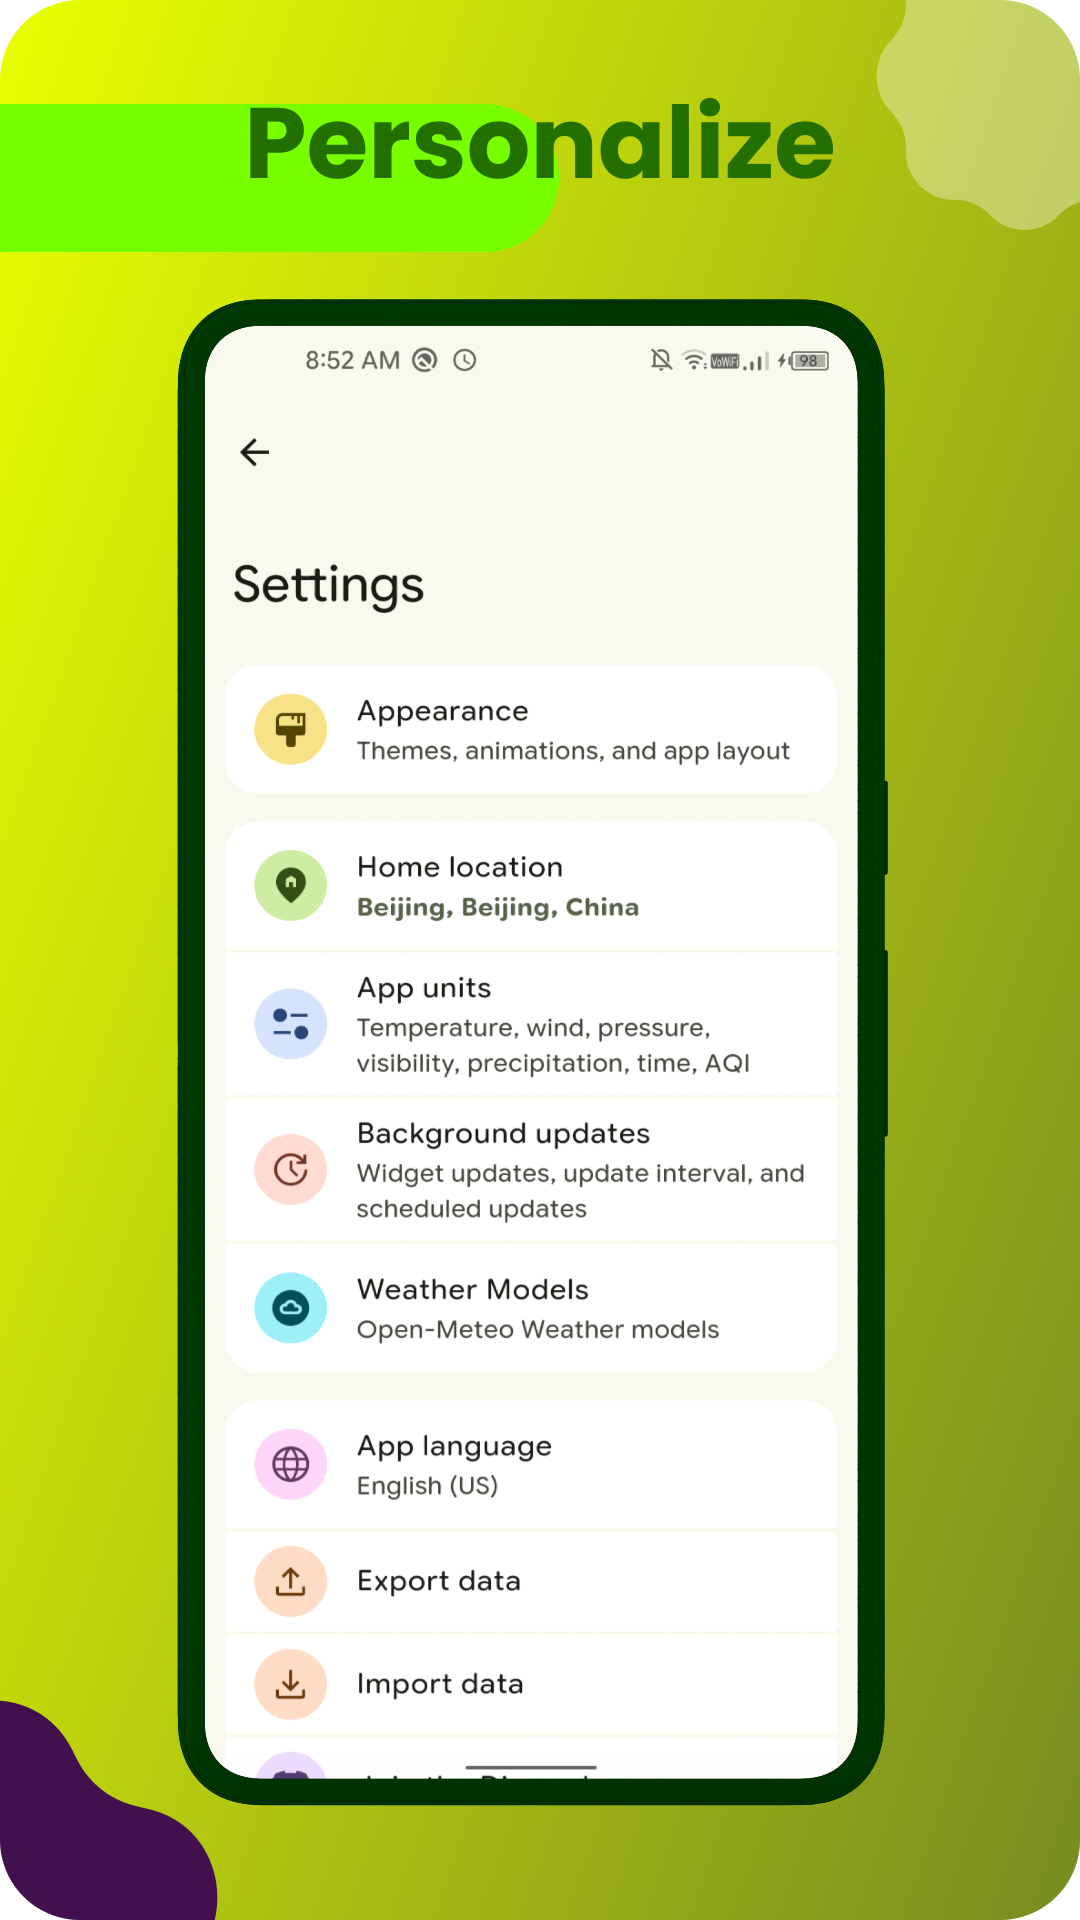 Personalize
8:52 AM
VoWiFi
98
Settings
Appearance
Themes, animations, and app layout
Home location
Beijing, Beijing, China
App units
Temperature, wind, pressure,
visibility, precipitation, time, AQI
Background updates
Widget updates, update interval, and
scheduled updates
Weather Models
Open-Meteo Weather models
App language
English (US)
Export data
Import data